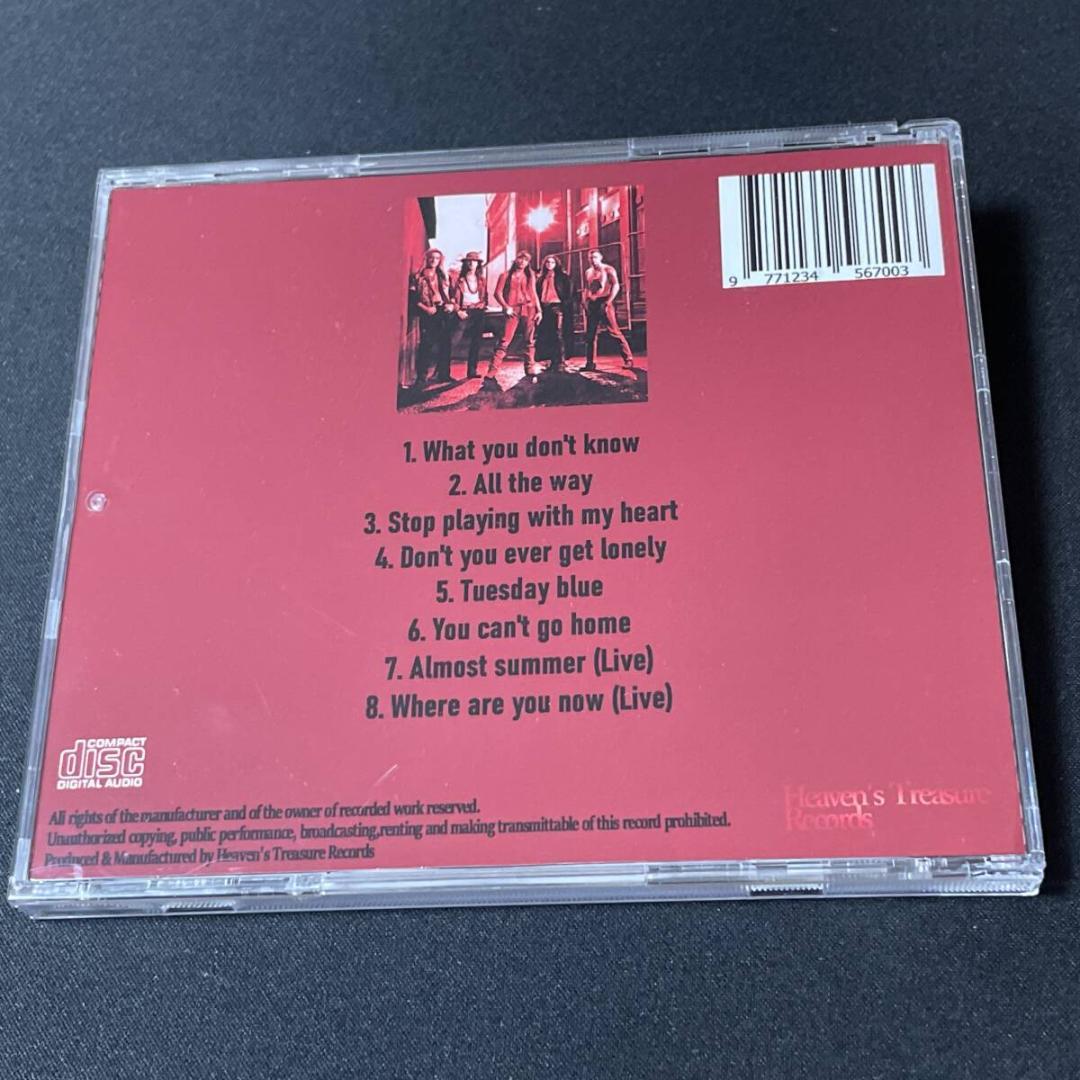 9 771234 567003
1. What you don't know
2. All the way
3. Stop playing with my heart
4. Don't you ever get lonely
5. Tuesday blue
6. You can't go home
7. Almost summer (Live)
8. Where are you now (Live)
COMPACT
disc
DIGITAL AUDIO
All rights of the manufacturer and of the owner of recorded work reserved.
Unauthorized copying, public performance, broadcasting,renting and making transmittable of this record prohibited.
Produced & Manufactured by Heaven's Treasure Records
Heaven's Treasure
Records